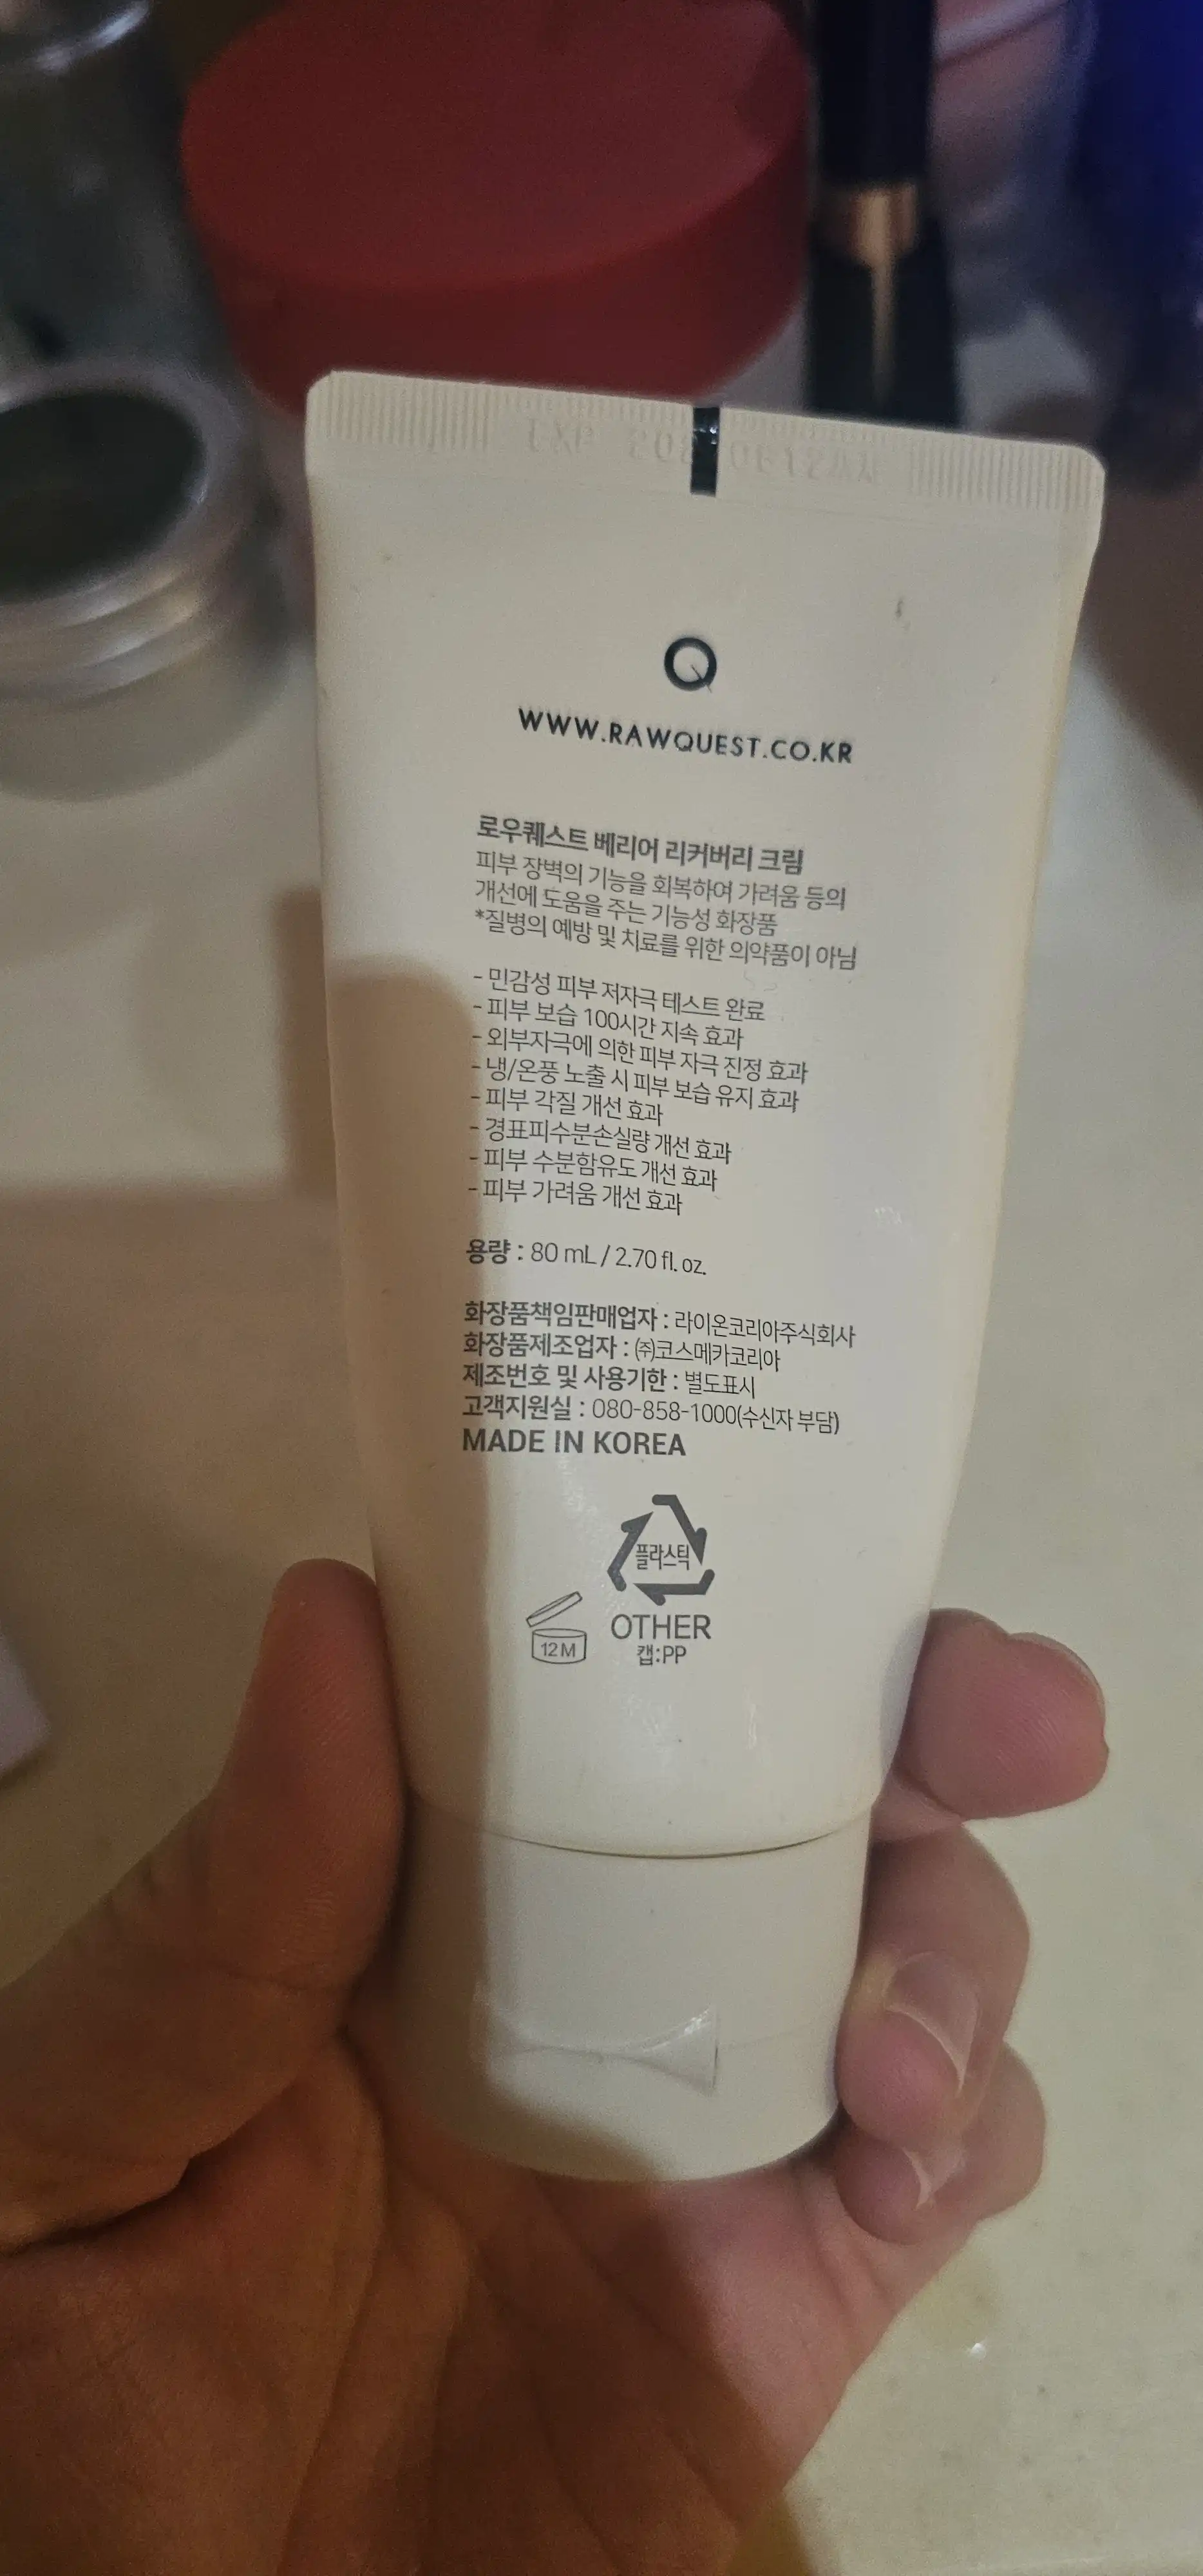 Q
WWW.RAWQUEST.CO.KR
로우퀘스트 베리어 리커버리 크림
피부 장벽의 기능을 회복하여 가려움 등의
개선에 도움을 주는 기능성 화장품
*질병의 예방 및 치료를 위한 의약품이 아님
- 민감성 피부 저자극 테스트 완료
- 피부 보습 100시간 지속 효과
- 외부자극에 의한 피부 자극 진정 효과
- 냉/온풍 노출 시 피부 보습 유지 효과
- 피부 각질 개선 효과
- 경표피수분손실량 개선 효과
- 피부 수분함유도 개선 효과
- 피부 가려움 개선 효과
용량 : 80 mL / 2.70 fl. oz.
화장품책임판매업자 : 라이온코리아주식회사
화장품제조업자 : ㈜코스메카코리아
제조번호 및 사용기한 : 별도표시
고객지원실 : 080-858-1000(수신자 부담)
MADE IN KOREA
플라스틱
OTHER
캡:PP
12M